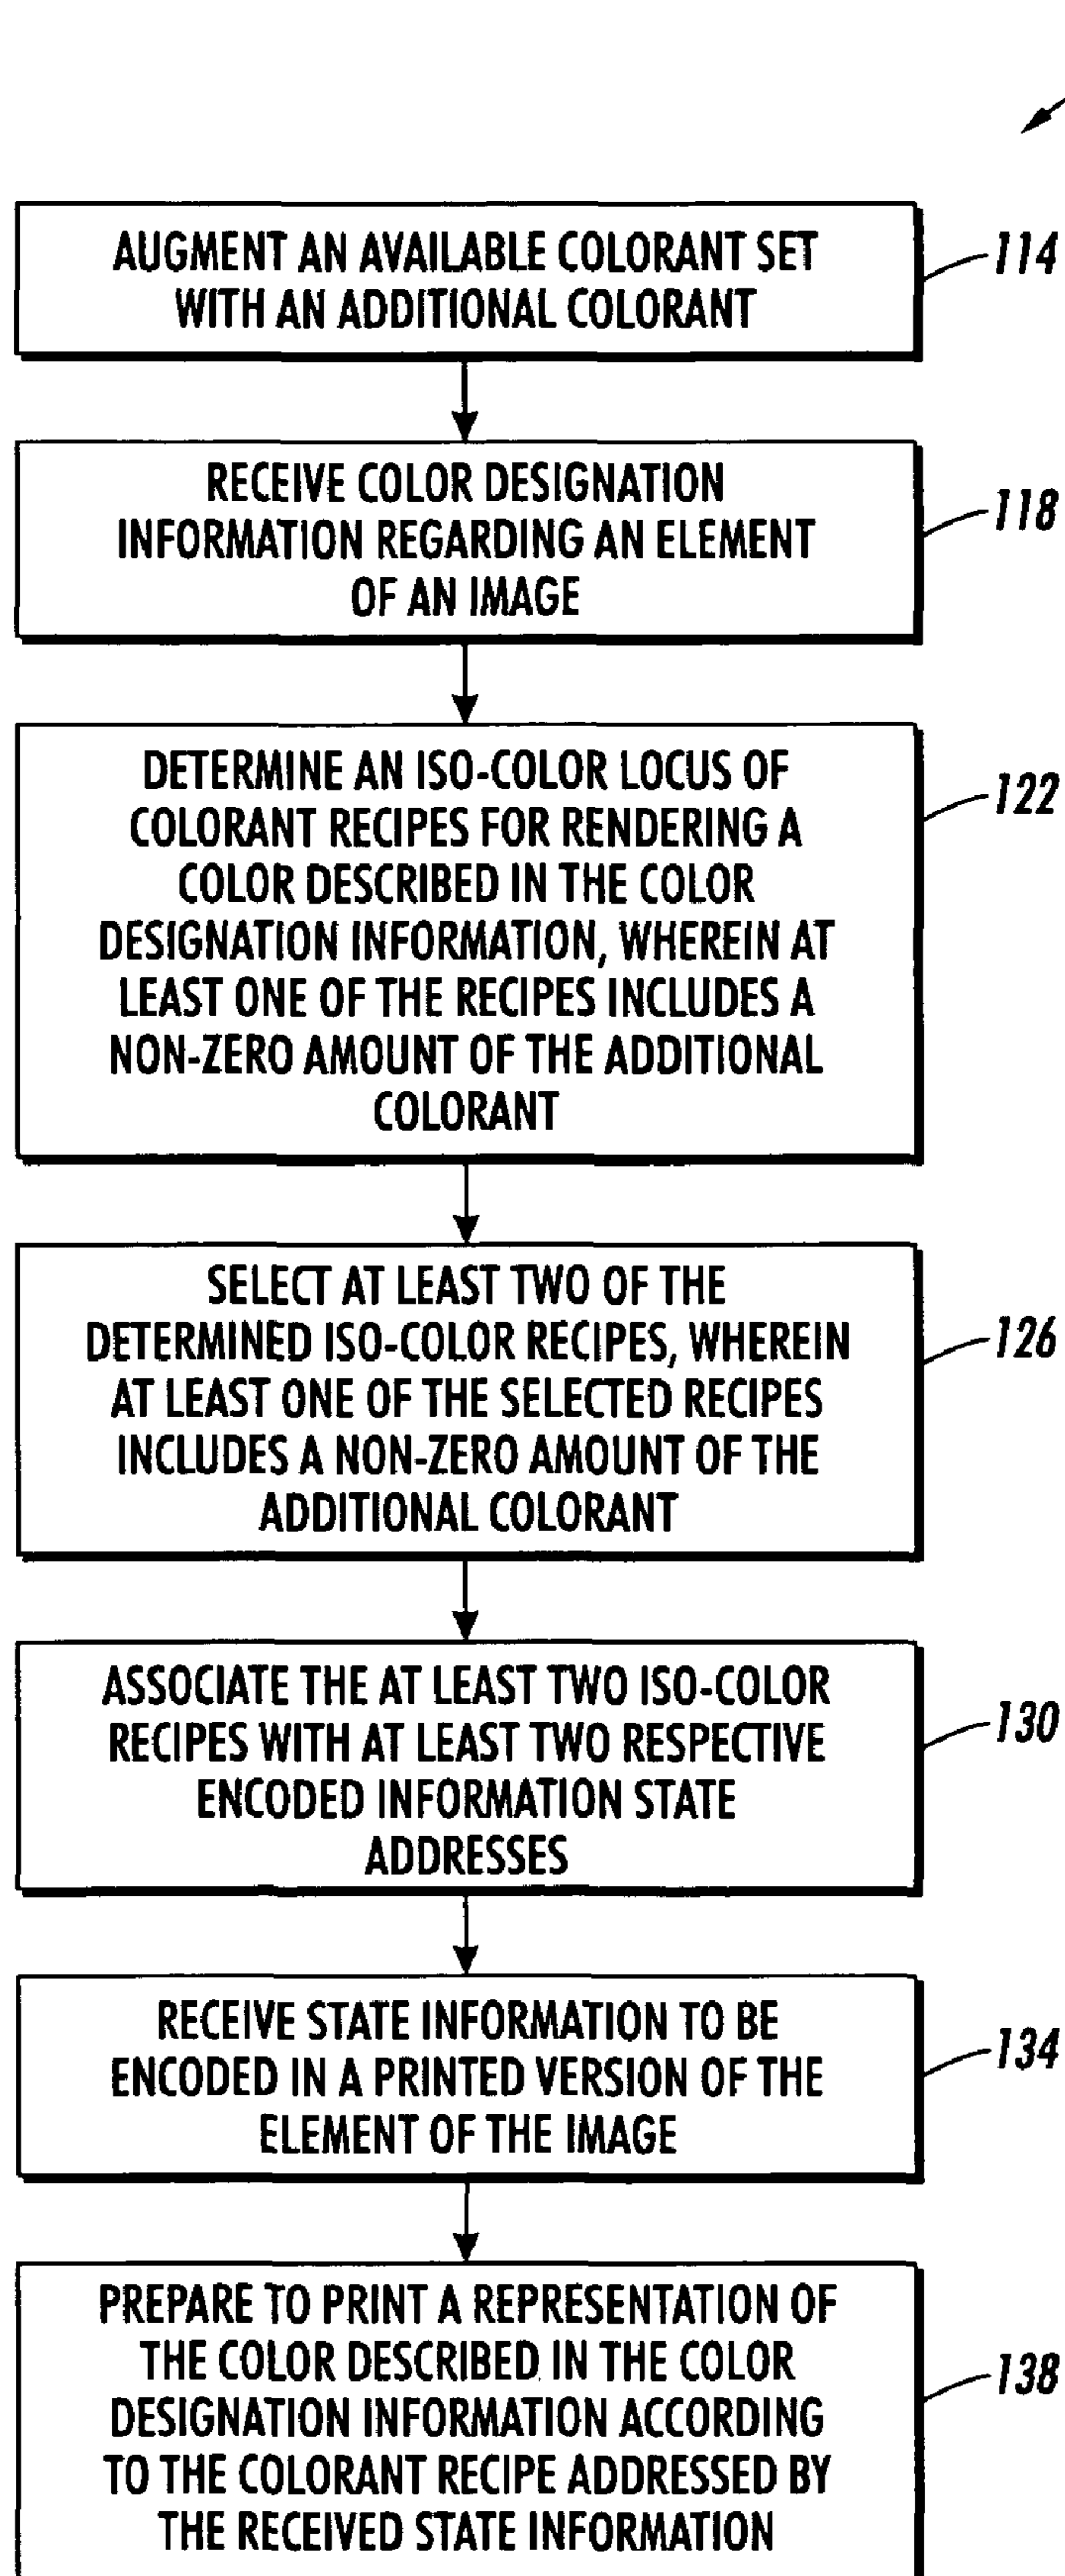 AUGMENT AN AVAILABLE COLORANT SET
WITH AN ADDITIONAL COLORANT
114
RECEIVE COLOR DESIGNATION
INFORMATION REGARDING AN ELEMENT
OF AN IMAGE
118
DETERMINE AN ISO-COLOR LOCUS OF
COLORANT RECIPES FOR RENDERING A
COLOR DESCRIBED IN THE COLOR
DESIGNATION INFORMATION, WHEREIN AT
LEAST ONE OF THE RECIPES INCLUDES A
NON-ZERO AMOUNT OF THE ADDITIONAL
COLORANT
122
SELECT AT LEAST TWO OF THE
DETERMINED ISO-COLOR RECIPES, WHEREIN
AT LEAST ONE OF THE SELECTED RECIPES
INCLUDES A NON-ZERO AMOUNT OF THE
ADDITIONAL COLORANT
126
ASSOCIATE THE AT LEAST TWO ISO-COLOR
RECIPES WITH AT LEAST TWO RESPECTIVE
ENCODED INFORMATION STATE
ADDRESSES
130
RECEIVE STATE INFORMATION TO BE
ENCODED IN A PRINTED VERSION OF THE
ELEMENT OF THE IMAGE
134
PREPARE TO PRINT A REPRESENTATION OF
THE COLOR DESCRIBED IN THE COLOR
DESIGNATION INFORMATION ACCORDING
TO THE COLORANT RECIPE ADDRESSED BY
THE RECEIVED STATE INFORMATION
138